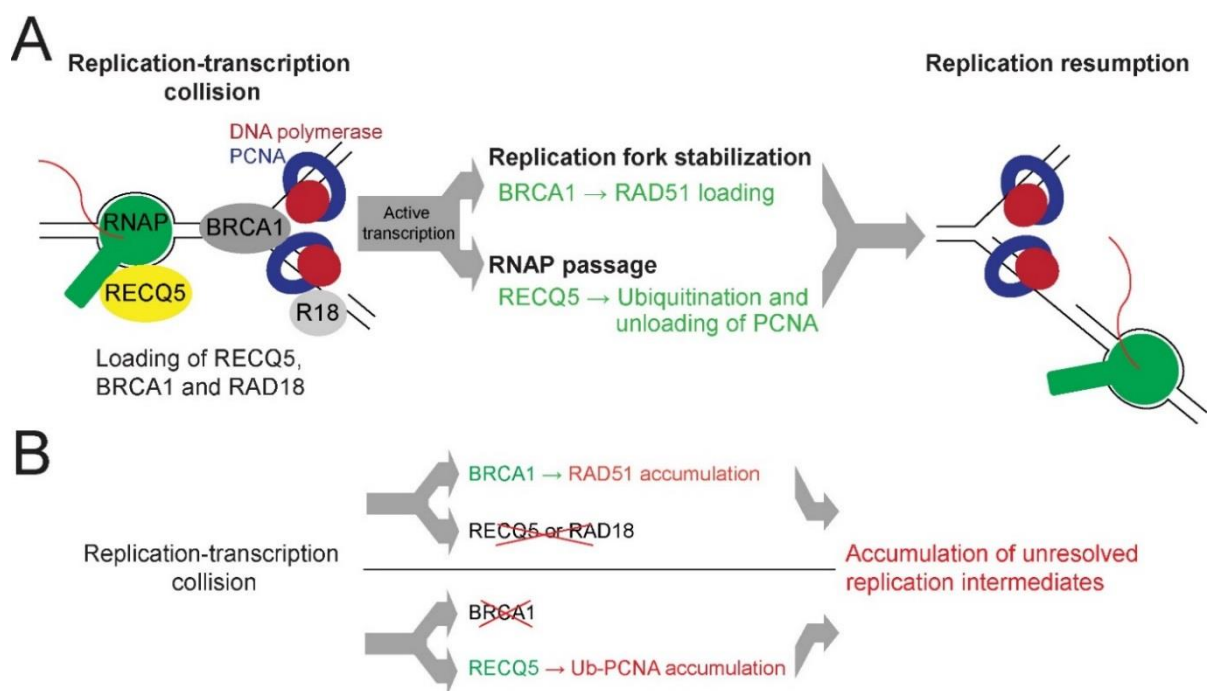 A
Replication-transcription
collision
Replication resumption
DNA polymerase
PCNA
RNAP
BRCA1
RECQ5
R18
Loading of RECQ5,
BRCA1 and RAD18
Active
transcription
Replication fork stabilization
BRCA1 → RAD51 loading
RNAP passage
RECQ5 → Ubiquitination and
unloading of PCNA
B
Replication-transcription
collision
BRCA1 → RAD51 accumulation
RECQ5 or RAD18
BRCA1
RECQ5 → Ub-PCNA accumulation
Accumulation of unresolved
replication intermediates